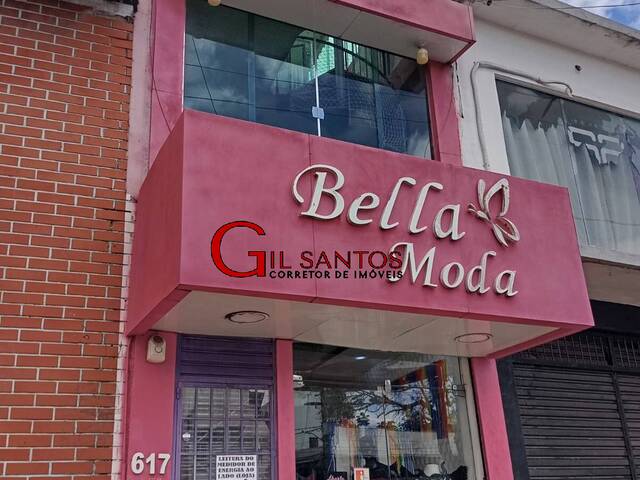 Bella
Moda
GIL SANTOS
CORRETOR DE IMÓVEIS
617
LEITURA DO
MEDIDOR DE
ENERGIA AO
LADO (LOJA)